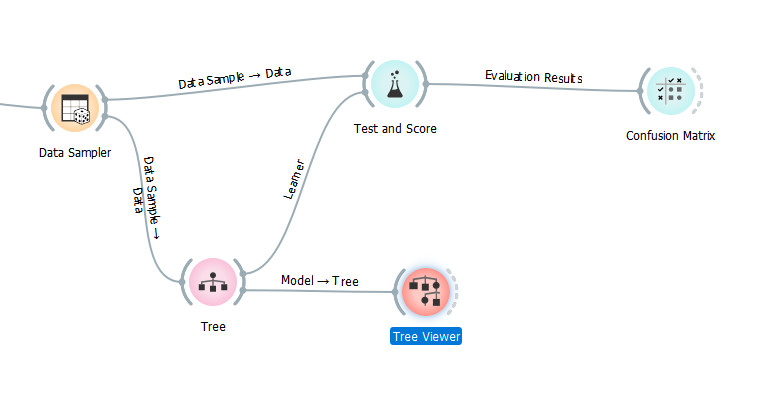 Data Sample → Data
Evaluation Results
Test and Score
Confusion Matrix
Data Sampler
Data Sample →
Data
Learner
Model → Tree
Tree
Tree Viewer